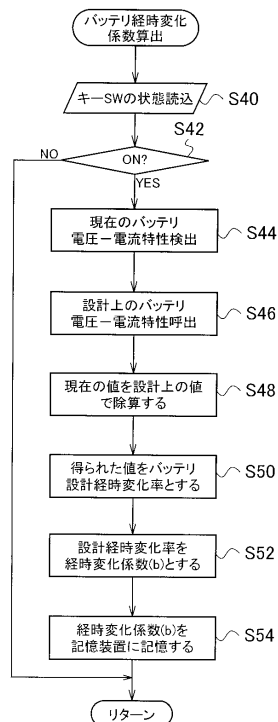 バッテリ経時変化
係数算出
キーSWの状態読込
S40
S42
NO
ON?
YES
現在のバッテリ
電圧－電流特性検出
S44
設計上のバッテリ
電圧－電流特性呼出
S46
現在の値を設計上の値
で除算する
S48
得られた値をバッテリ
設計経時変化率とする
S50
設計経時変化率を
経時変化係数(b)とする
S52
経時変化係数(b)を
記憶装置に記憶する
S54
リターン